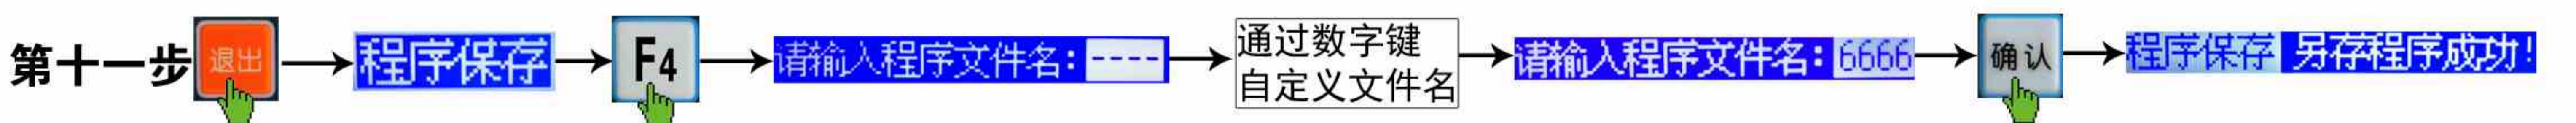 第十一步 退出 程序保存 F4 请输入程序文件名：---- 通过数字键 请输入程序文件名：6666 确认 程序保存 另存程序成功！
自定义文件名